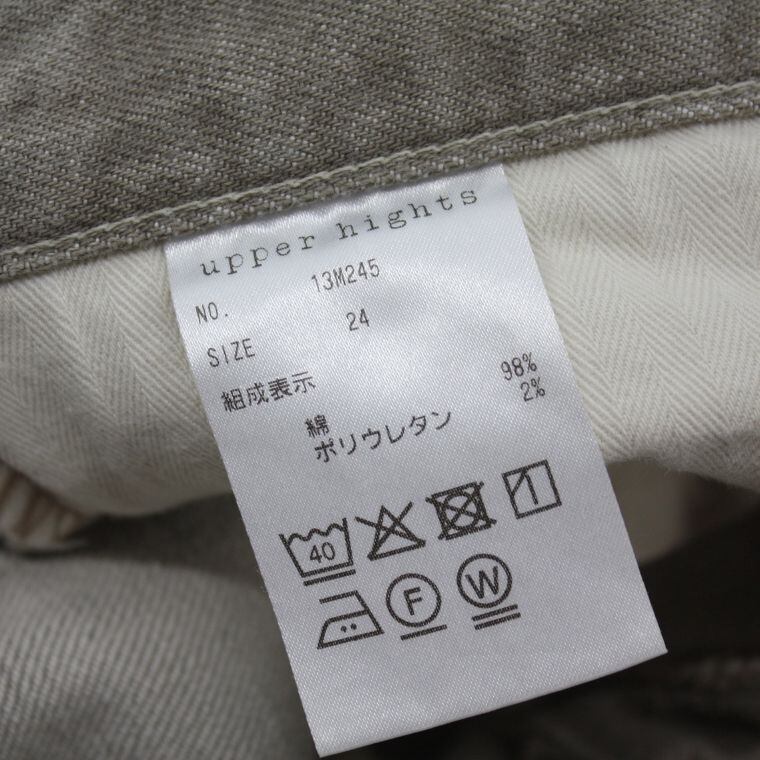 upper hights
NO. 13M245
SIZE 24
組成表示
綿 98%
ポリウレタン 2%
40
F W